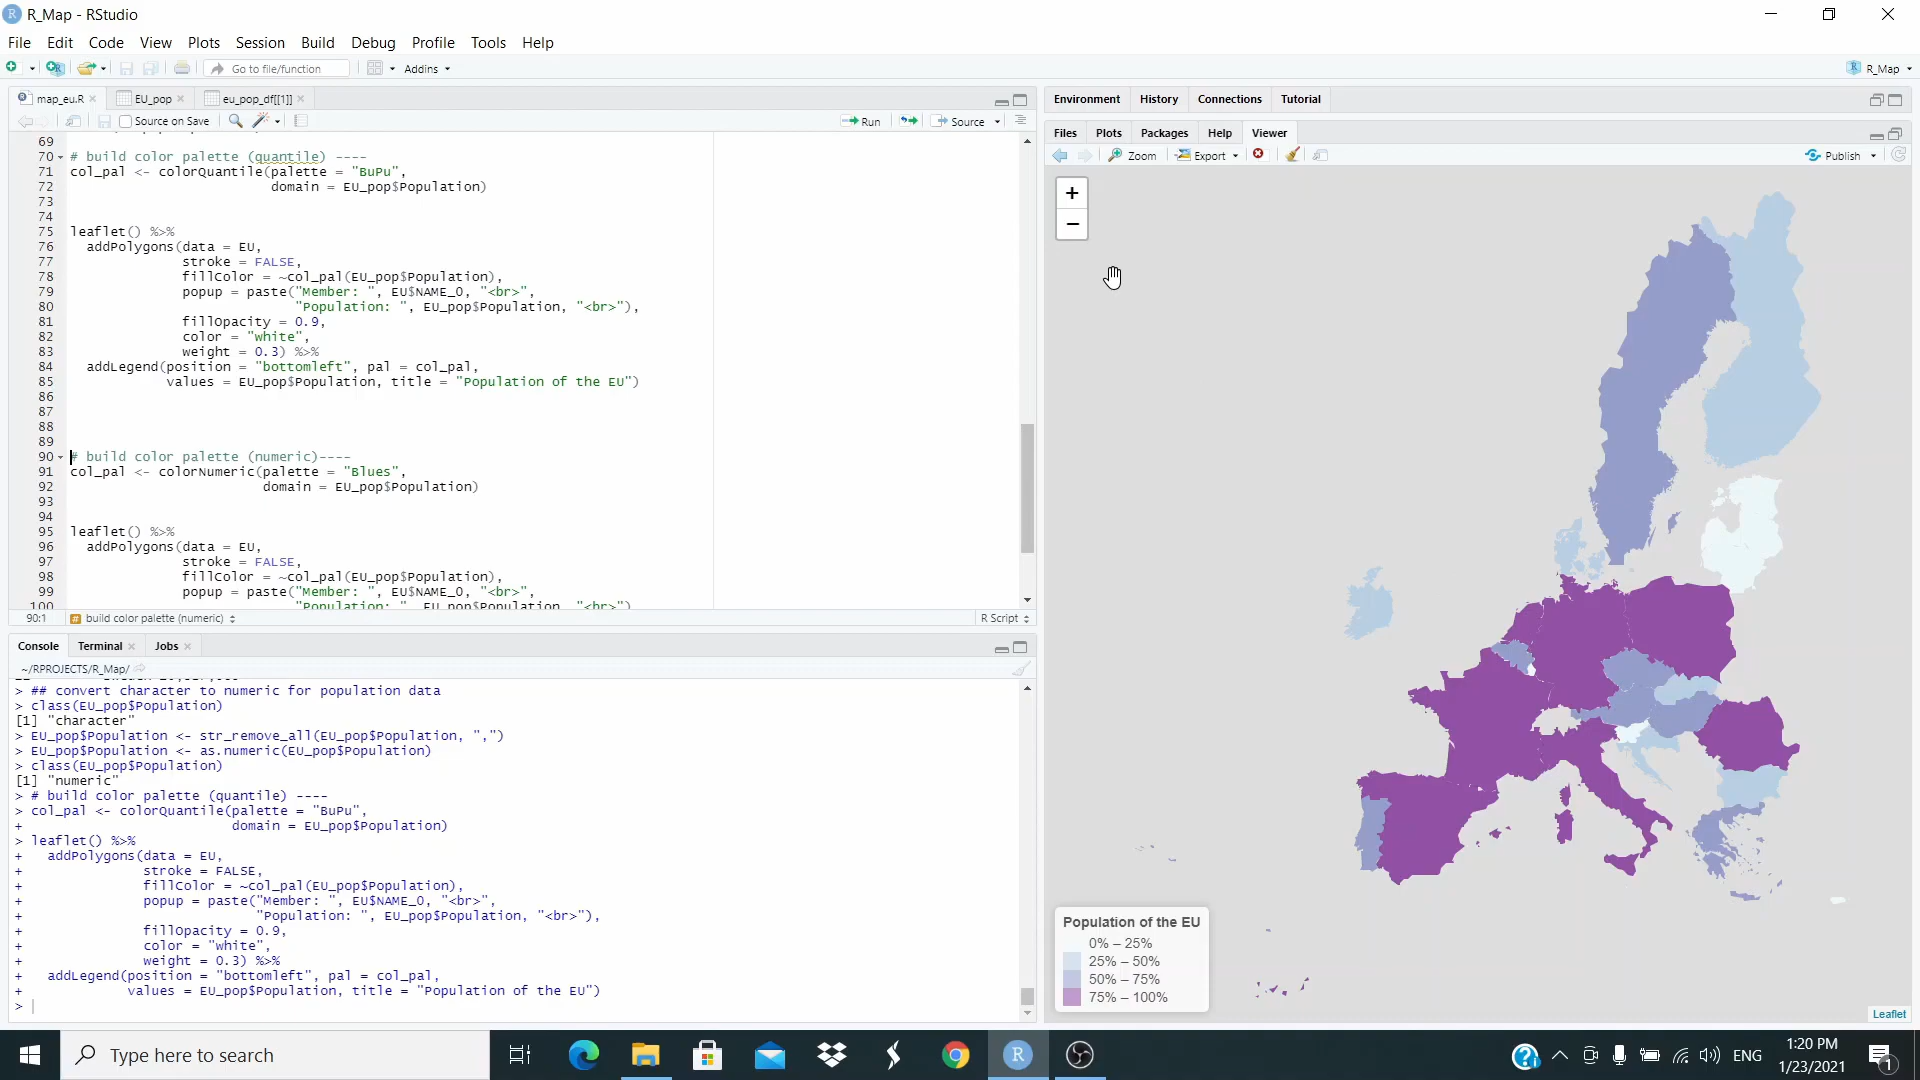 R_Map - RStudio
File Edit Code View Plots Session Build Debug Profile Tools Help
Go to file/function Addins R_Map
map_eu.R EU_pop eu_pop_df[[1]]
Source on Save Run Source
69
70 # build color palette (quantile) ----
71 col_pal <- colorQuantile(palette = "BuPu",
72 domain = EU_pop$Population)
73
74
75 leaflet() %>%
76 addPolygons(data = EU,
77 stroke = FALSE,
78 fillColor = ~col_pal(EU_pop$Population),
79 popup = paste("Member: ", EU$NAME_0, "<br>",
80 "Population: ", EU_pop$Population, "<br>"),
81 fillOpacity = 0.9,
82 color = "white",
83 weight = 0.3) %>%
84 addLegend(position = "bottomleft", pal = col_pal,
85 values = EU_pop$Population, title = "Population of the EU")
86
87
88
89
90 # build color palette (numeric)----
91 col_pal <- colorNumeric(palette = "Blues",
92 domain = EU_pop$Population)
93
94
95 leaflet() %>%
96 addPolygons(data = EU,
97 stroke = FALSE,
98 fillColor = ~col_pal(EU_pop$Population),
99 popup = paste("Member: ", EU$NAME_0, "<br>",
100 "Population: ", EU_pop$Population, "<br>")
90:1 build color palette (numeric) R Script
Console Terminal Jobs
~/RPROJECTS/R_Map/
> ## convert character to numeric for population data
> class(EU_pop$Population)
[1] "character"
> EU_pop$Population <- str_remove_all(EU_pop$Population, ",")
> EU_pop$Population <- as.numeric(EU_pop$Population)
> class(EU_pop$Population)
[1] "numeric"
> # build color palette (quantile) ----
> col_pal <- colorQuantile(palette = "BuPu",
+ domain = EU_pop$Population)
> leaflet() %>%
+ addPolygons(data = EU,
+ stroke = FALSE,
+ fillColor = ~col_pal(EU_pop$Population),
+ popup = paste("Member: ", EU$NAME_0, "<br>",
+ "Population: ", EU_pop$Population, "<br>"),
+ fillOpacity = 0.9,
+ color = "white",
+ weight = 0.3) %>%
+ addLegend(position = "bottomleft", pal = col_pal,
+ values = EU_pop$Population, title = "Population of the EU")
>
Environment History Connections Tutorial
Files Plots Packages Help Viewer
Zoom Export Publish
+
−
Population of the EU
0% – 25%
25% – 50%
50% – 75%
75% – 100%
Leaflet
Type here to search
ENG
1:20 PM
1/23/2021
1